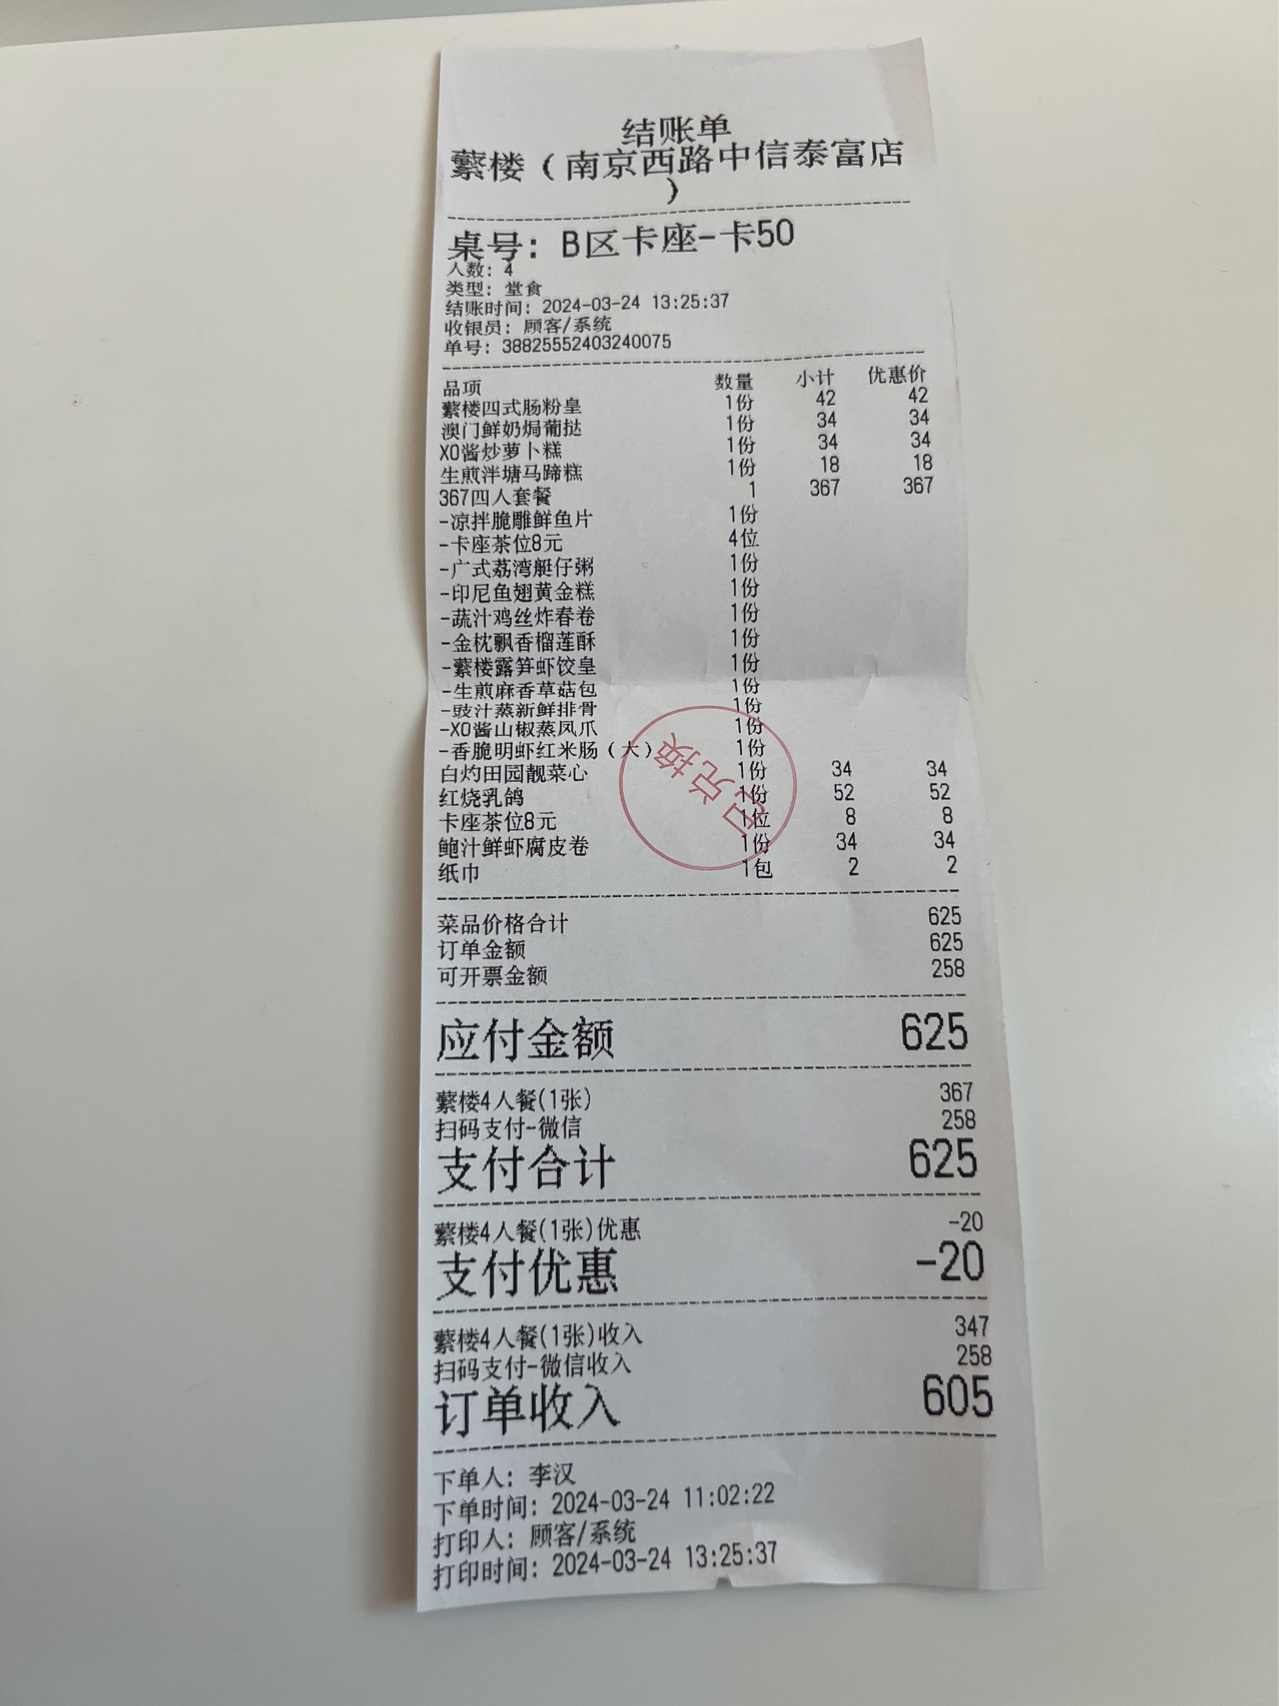 结账单
蘩楼（南京西路中信泰富店
）
桌号：B区卡座-卡50
人数：4
类型：堂食
结账时间：2024-03-24 13:25:37
收银员：顾客/系统
单号：38825552403240075
品项 数量 小计 优惠价
蘩楼四式肠粉皇 1份 42 42
澳门鲜奶焗葡挞 1份 34 34
XO酱炒萝卜糕 1份 34 34
生煎泮塘马蹄糕 1份 18 18
367四人套餐 1 367 367
-凉拌脆雕鲜鱼片 1份
-卡座茶位8元 4位
-广式荔湾艇仔粥 1份
-印尼鱼翅黄金糕 1份
-蔬汁鸡丝炸春卷 1份
-金枕飘香榴莲酥 1份
-蘩楼露笋虾饺皇 1份
-生煎麻香草菇包 1份
-豉汁蒸新鲜排骨 1份
-XO酱山椒蒸凤爪 1份
-香脆明虾红米肠（大） 1份
白灼田园靓菜心 1份 34 34
红烧乳鸽 1份 52 52
卡座茶位8元 1位 8 8
鲍汁鲜虾腐皮卷 1份 34 34
纸巾 1包 2 2
已兑换
菜品价格合计 625
订单金额 625
可开票金额 258
应付金额 625
蘩楼4人餐(1张) 367
扫码支付-微信 258
支付合计 625
蘩楼4人餐(1张)优惠 -20
支付优惠 -20
蘩楼4人餐(1张)收入 347
扫码支付-微信收入 258
订单收入 605
下单人：李汉
下单时间：2024-03-24 11:02:22
打印人：顾客/系统
打印时间：2024-03-24 13:25:37